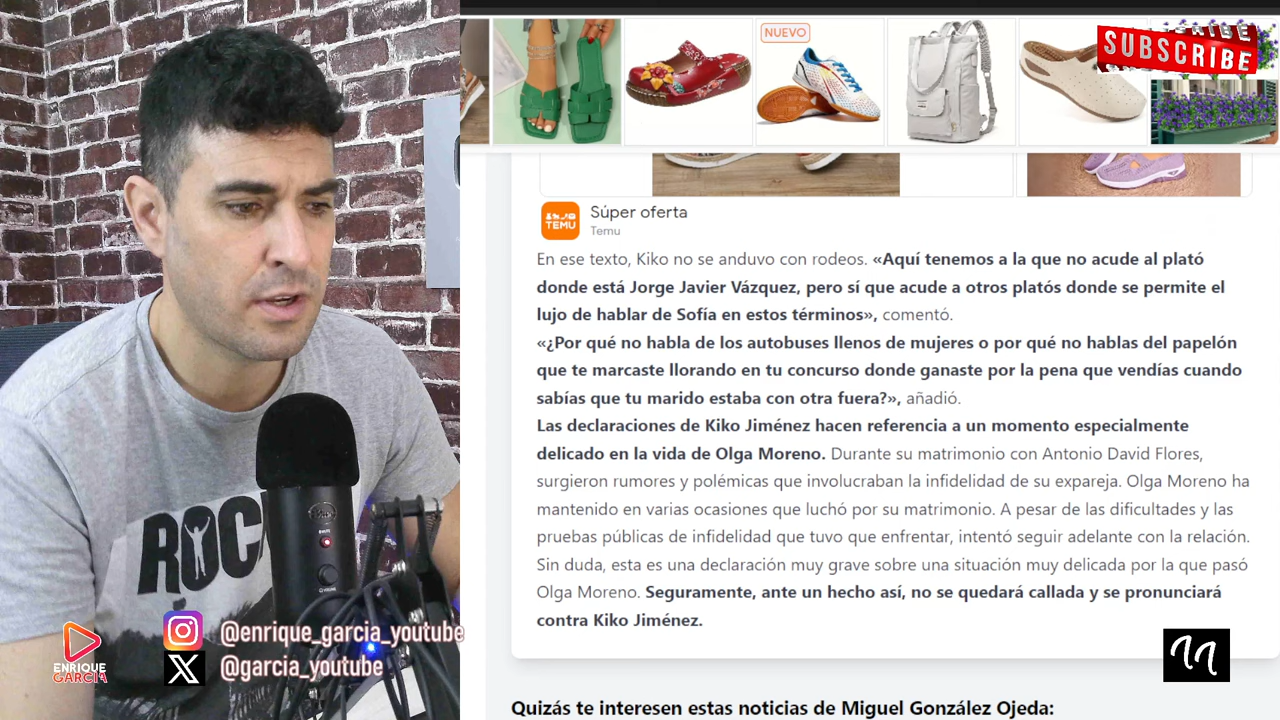 NUEVO
SUBSCRIBE
TEMU
Súper oferta
Temu
En ese texto, Kiko no se anduvo con rodeos. «Aquí tenemos a la que no acude al plató
donde está Jorge Javier Vázquez, pero sí que acude a otros platós donde se permite el
lujo de hablar de Sofía en estos términos», comentó.
«¿Por qué no habla de los autobuses llenos de mujeres o por qué no hablas del papelón
que te marcaste llorando en tu concurso donde ganaste por la pena que vendías cuando
sabías que tu marido estaba con otra fuera?», añadió.
Las declaraciones de Kiko Jiménez hacen referencia a un momento especialmente
delicado en la vida de Olga Moreno. Durante su matrimonio con Antonio David Flores,
surgieron rumores y polémicas que involucraban la infidelidad de su expareja. Olga Moreno ha
mantenido en varias ocasiones que luchó por su matrimonio. A pesar de las dificultades y las
pruebas públicas de infidelidad que tuvo que enfrentar, intentó seguir adelante con la relación.
Sin duda, esta es una declaración muy grave sobre una situación muy delicada por la que pasó
Olga Moreno. Seguramente, ante un hecho así, no se quedará callada y se pronunciará
contra Kiko Jiménez.
Quizás te interesen estas noticias de Miguel González Ojeda:
ROCK
@enrique_garcia_youtube
@garcia_youtube
ENRIQUE
GARCIA